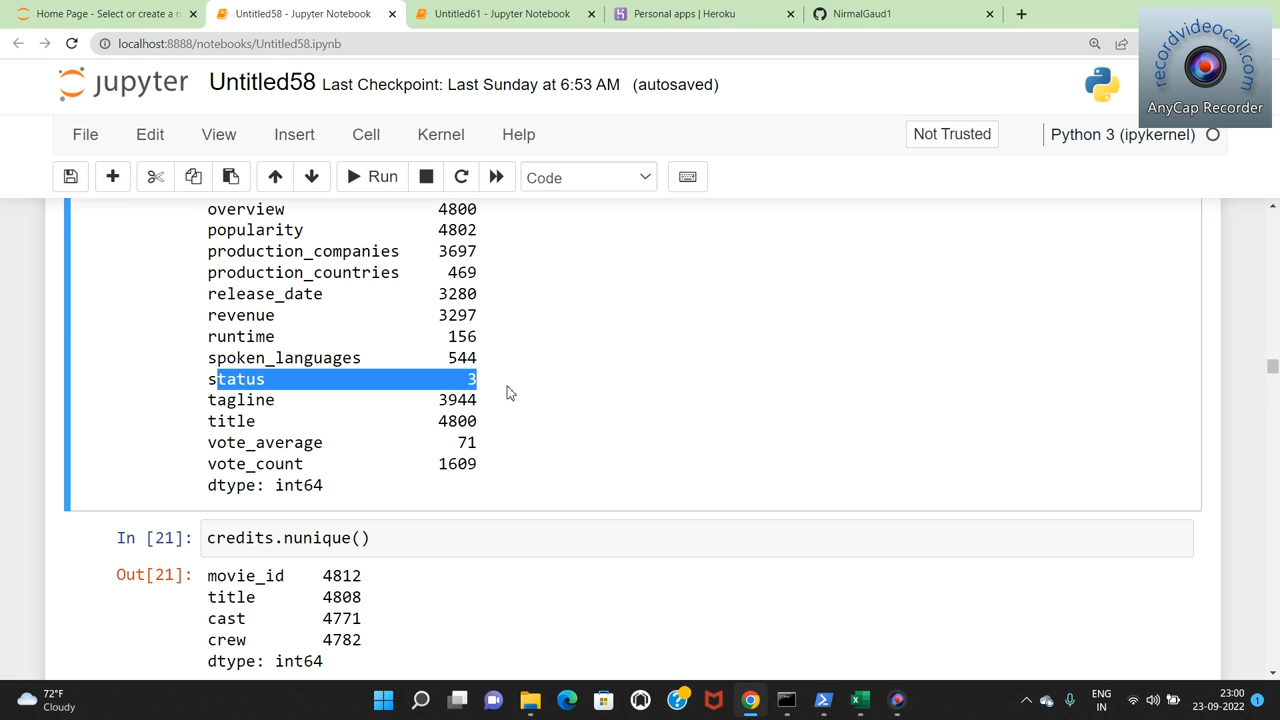 Home Page - Select or create a n
Untitled58 - Jupyter Notebook
Untitled61 - Jupyter Notebook
Personal apps | Heroku
NirmalGaud1
localhost:8888/notebooks/Untitled58.ipynb
recordvideocall.com
AnyCap Recorder
jupyter Untitled58 Last Checkpoint: Last Sunday at 6:53 AM (autosaved)
File Edit View Insert Cell Kernel Help Not Trusted Python 3 (ipykernel)
Run Code
overview 4800
popularity 4802
production_companies 3697
production_countries 469
release_date 3280
revenue 3297
runtime 156
spoken_languages 544
status 3
tagline 3944
title 4800
vote_average 71
vote_count 1609
dtype: int64
In [21]: credits.nunique()
Out[21]: movie_id 4812
title 4808
cast 4771
crew 4782
dtype: int64
72°F
Cloudy
ENG
IN
23:00
23-09-2022
1